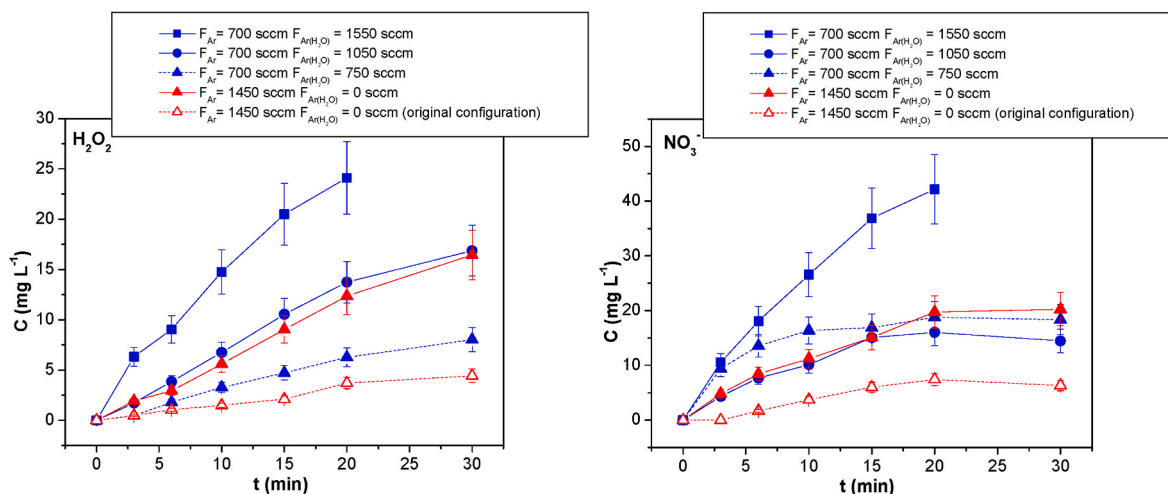 F_Ar = 700 sccm F_Ar(H₂O) = 1550 sccm
F_Ar = 700 sccm F_Ar(H₂O) = 1050 sccm
F_Ar = 700 sccm F_Ar(H₂O) = 750 sccm
F_Ar = 1450 sccm F_Ar(H₂O) = 0 sccm
F_Ar = 1450 sccm F_Ar(H₂O) = 0 sccm (original configuration)
H₂O₂
30
25
20
15
10
5
0
C (mg L⁻¹)
0 5 10 15 20 25 30
t (min)
F_Ar = 700 sccm F_Ar(H₂O) = 1550 sccm
F_Ar = 700 sccm F_Ar(H₂O) = 1050 sccm
F_Ar = 700 sccm F_Ar(H₂O) = 750 sccm
F_Ar = 1450 sccm F_Ar(H₂O) = 0 sccm
F_Ar = 1450 sccm F_Ar(H₂O) = 0 sccm (original configuration)
NO₃⁻
50
40
30
20
10
0
C (mg L⁻¹)
0 5 10 15 20 25 30
t (min)